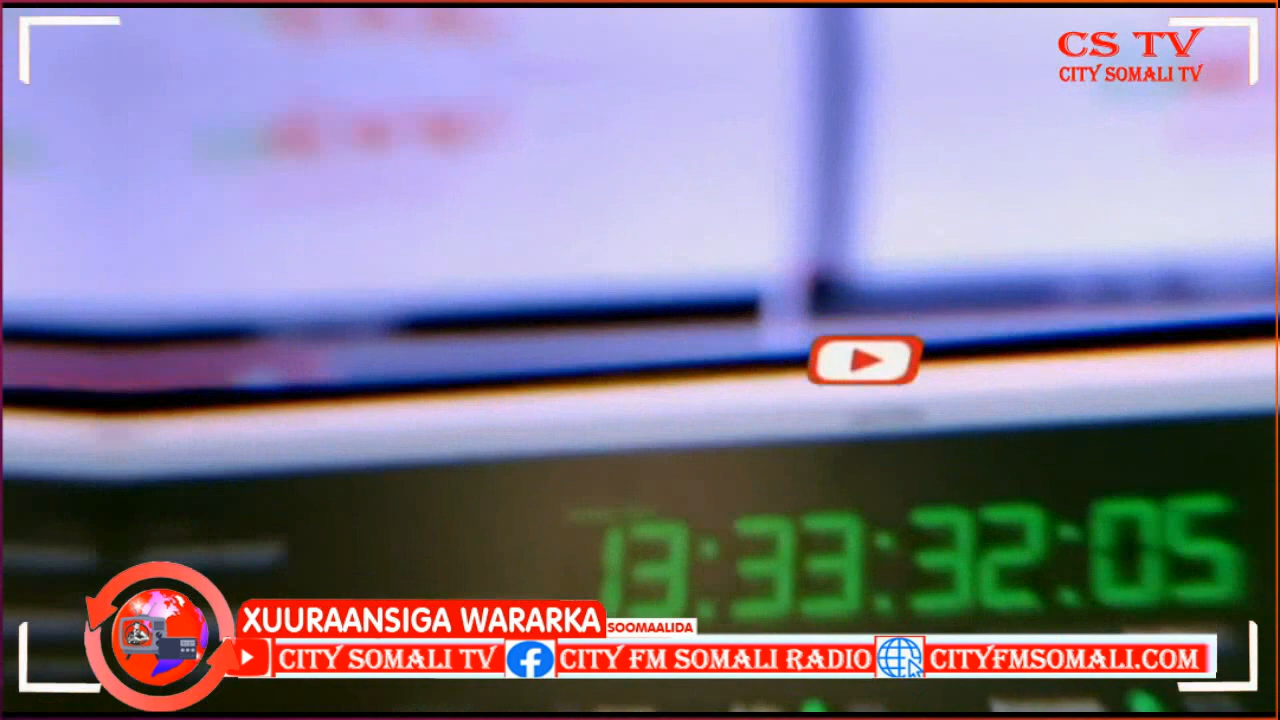 CS TV
CITY SOMALI TV
13:33:32:05
XUURAANSIGA WARARKA
SOOMAALIDA
CITY SOMALI TV CITY FM SOMALI RADIO CITYFMSOMALI.COM